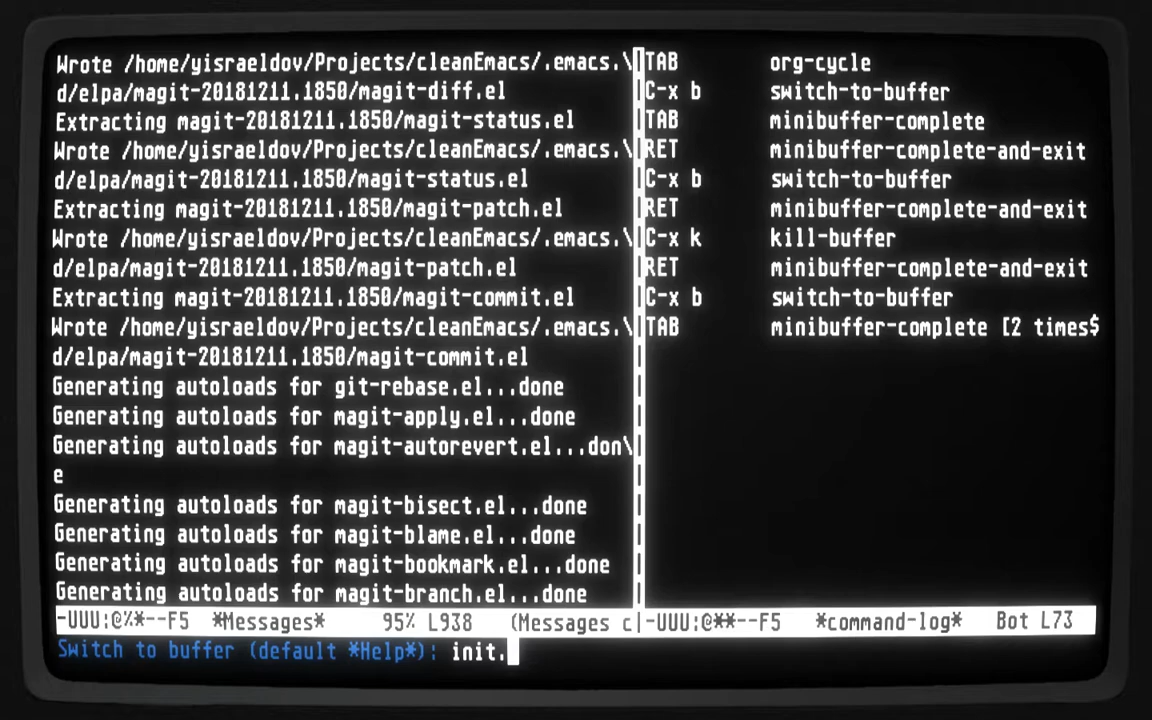 Wrote /home/yisraeldov/Projects/cleanEmacs/.emacs.\
d/elpa/magit-20181211.1850/magit-diff.el
Extracting magit-20181211.1850/magit-status.el
Wrote /home/yisraeldov/Projects/cleanEmacs/.emacs.\
d/elpa/magit-20181211.1850/magit-status.el
Extracting magit-20181211.1850/magit-patch.el
Wrote /home/yisraeldov/Projects/cleanEmacs/.emacs.\
d/elpa/magit-20181211.1850/magit-patch.el
Extracting magit-20181211.1850/magit-commit.el
Wrote /home/yisraeldov/Projects/cleanEmacs/.emacs.\
d/elpa/magit-20181211.1850/magit-commit.el
Generating autoloads for git-rebase.el...done
Generating autoloads for magit-apply.el...done
Generating autoloads for magit-autorevert.el...don\
e
Generating autoloads for magit-bisect.el...done
Generating autoloads for magit-blame.el...done
Generating autoloads for magit-bookmark.el...done
Generating autoloads for magit-branch.el...done
-UUU:@%*--F5  *Messages*     95% L938   (Messages c
TAB       org-cycle
C-x b     switch-to-buffer
TAB       minibuffer-complete
RET       minibuffer-complete-and-exit
C-x b     switch-to-buffer
RET       minibuffer-complete-and-exit
C-x k     kill-buffer
RET       minibuffer-complete-and-exit
C-x b     switch-to-buffer
TAB       minibuffer-complete [2 times$
-UUU:@**--F5   *command-log*   Bot L73
Switch to buffer (default *Help*): init.